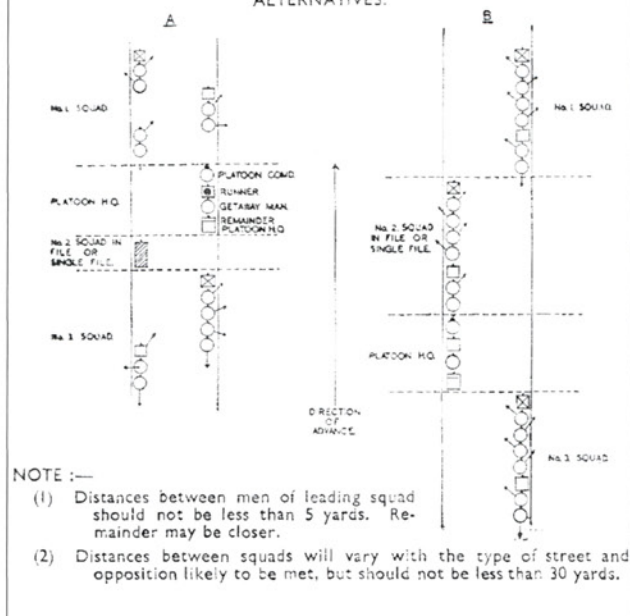 ALTERNATIVES.
A
B
No. 1. SQUAD.
No. 1. SQUAD.
PLATOON COMD.
RUNNER
GETAWAY MAN.
REMAINDER
PLATOON H.Q.
PLATOON H.Q.
No. 2. SQUAD IN
FILE OR
SINGLE FILE.
No. 2. SQUAD
IN FILE OR
SINGLE FILE.
No. 3. SQUAD.
PLATOON H.Q.
DIRECTION
OF
ADVANCE.
No. 3. SQUAD.
NOTE :—
(1) Distances between men of leading squad
should not be less than 5 yards. Re-
mainder may be closer.
(2) Distances between squads will vary with the type of street and
opposition likely to be met, but should not be less than 30 yards.